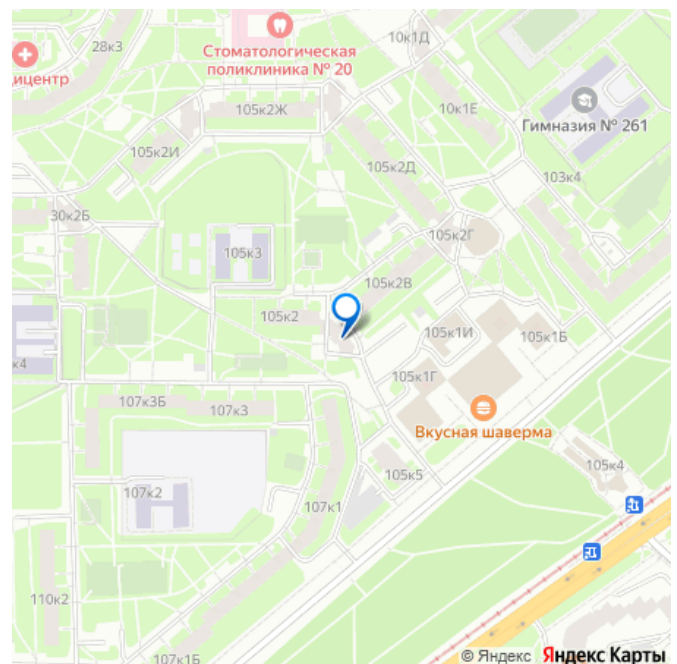 28к3
Стоматологическая
поликлиника № 20
10к1Д
ицентр
105к2Ж
10к1Е
Гимназия № 261
105к2И
105к2Д
103к4
30к2Б
105к2Г
105к3
105к2В
105к2
105к1И
105к1Б
к4
105к1Г
107к3Б
107к3
Вкусная шаверма
105к5
105к4
107к2
107к1
110к2
107к1Б
© Яндекс Яндекс Карты